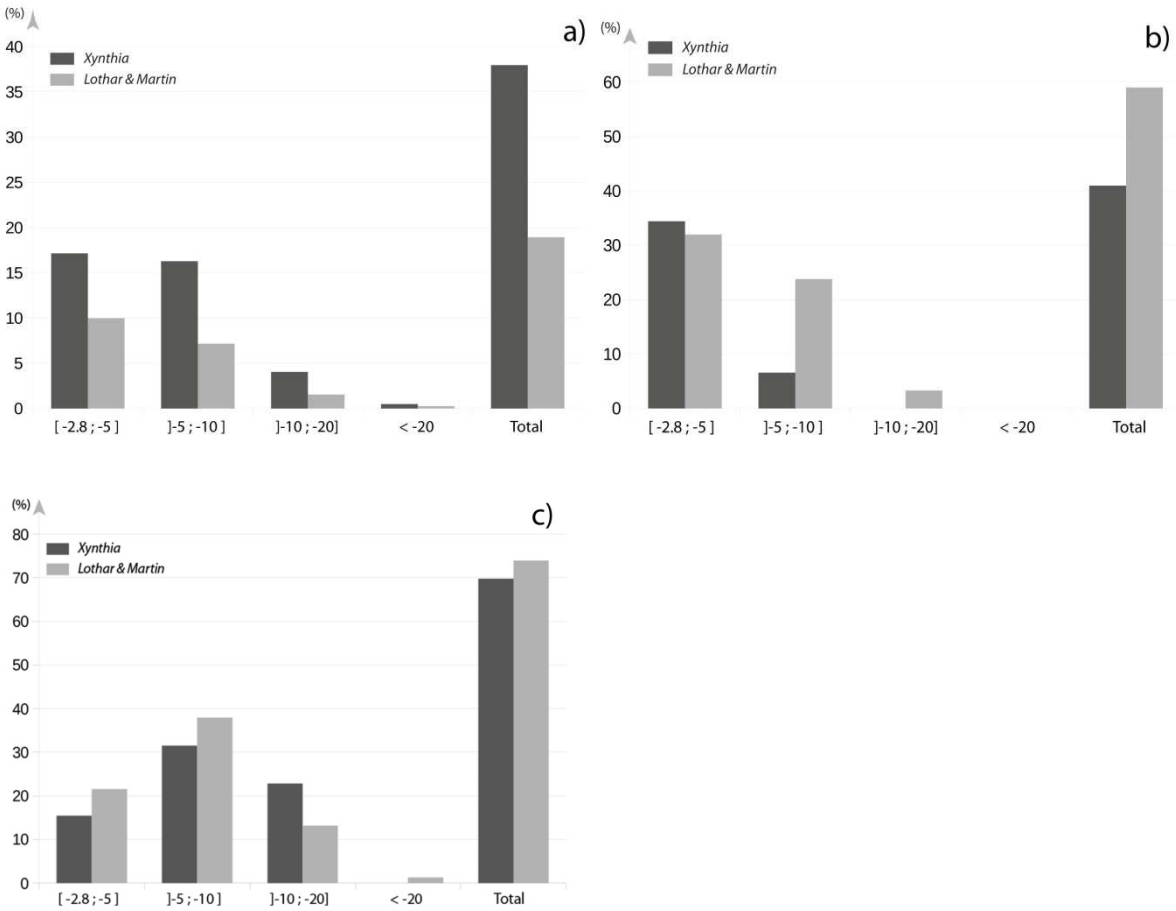 (%)
a)
40
Xynthia
Lothar & Martin
35
30
25
20
15
10
5
0
[ -2.8 ; -5 ] ]-5 ; -10 ] ]-10 ; -20] < -20 Total
(%)
b)
Xynthia
Lothar & Martin
60
50
40
30
20
10
0
[ -2.8 ; -5 ] ]-5 ; -10 ] ]-10 ; -20] < -20 Total
(%)
c)
80
Xynthia
Lothar & Martin
70
60
50
40
30
20
10
0
[ -2.8 ; -5 ] ]-5 ; -10 ] ]-10 ; -20] < -20 Total